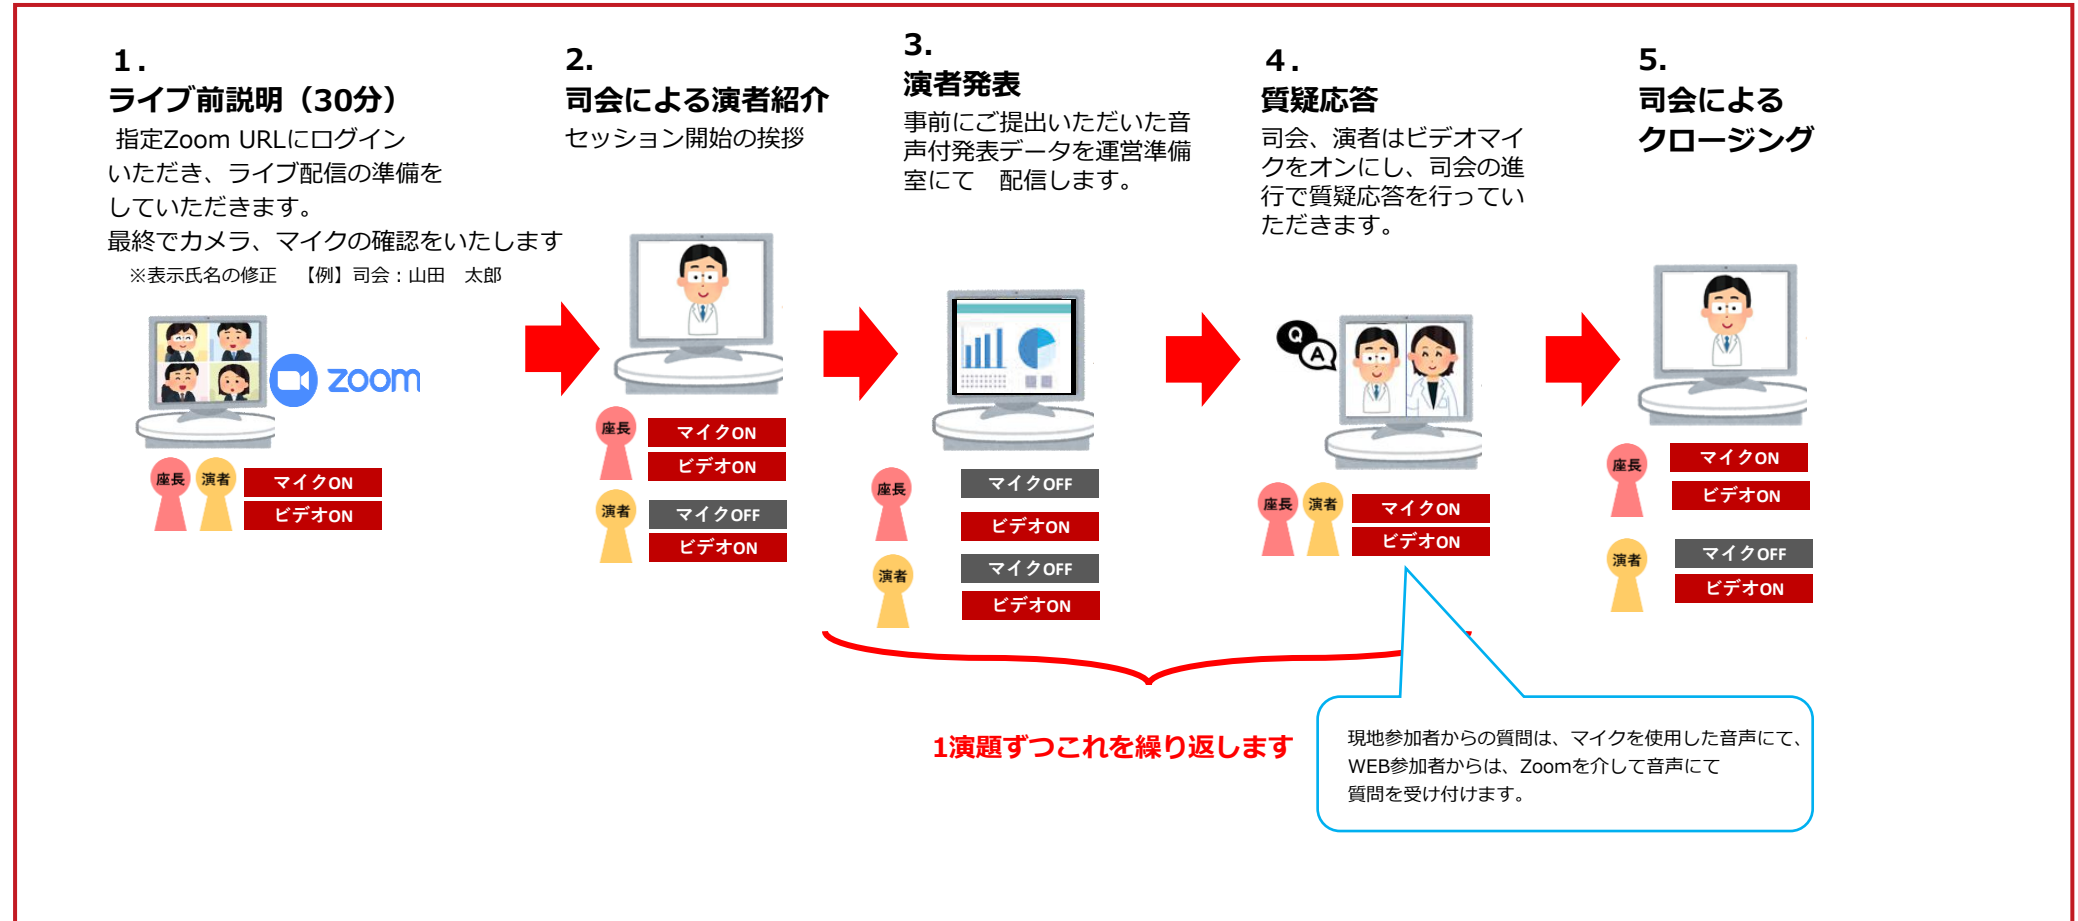 １.
ライブ前説明（30分）
指定Zoom URLにログイン
いただき、ライブ配信の準備を
していただきます。
最終でカメラ、マイクの確認をいたします
※表示氏名の修正　【例】司会：山田　太郎
zoom
座長
演者
マイクON
ビデオON
2.
司会による演者紹介
セッション開始の挨拶
座長
マイクON
ビデオON
演者
マイクOFF
ビデオON
3.
演者発表
事前にご提出いただいた音
声付発表データを運営準備
室にて　配信します。
座長
マイクOFF
ビデオON
演者
マイクOFF
ビデオON
４.
質疑応答
司会、演者はビデオマイ
クをオンにし、司会の進
行で質疑応答を行ってい
ただきます。
Q
A
座長
演者
マイクON
ビデオON
5.
司会による
クロージング
座長
マイクON
ビデオON
演者
マイクOFF
ビデオON
1演題ずつこれを繰り返します
現地参加者からの質問は、マイクを使用した音声にて、
WEB参加者からは、Zoomを介して音声にて
質問を受け付けます。